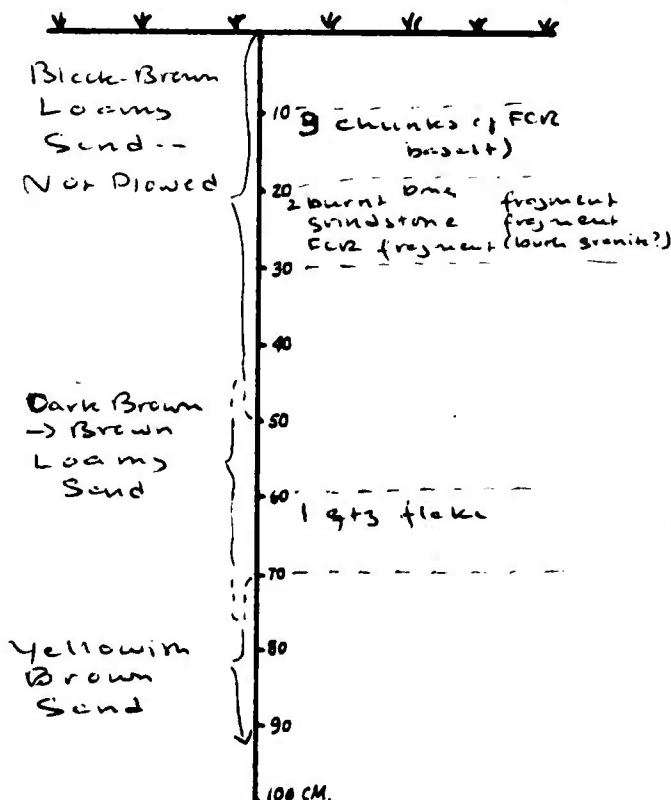 Black-Brown
Loamy
Sand --
Not Plowed
10
9 chunks of FCR
basalt)
20
2 burnt bone fragment
grindstone fragment
FCR fragment (burnt granite?)
30
40
Dark Brown
-> Brown
Loamy
Sand
50
60
1 qtz flake
70
Yellowish
Brown
Sand
80
90
100 CM.